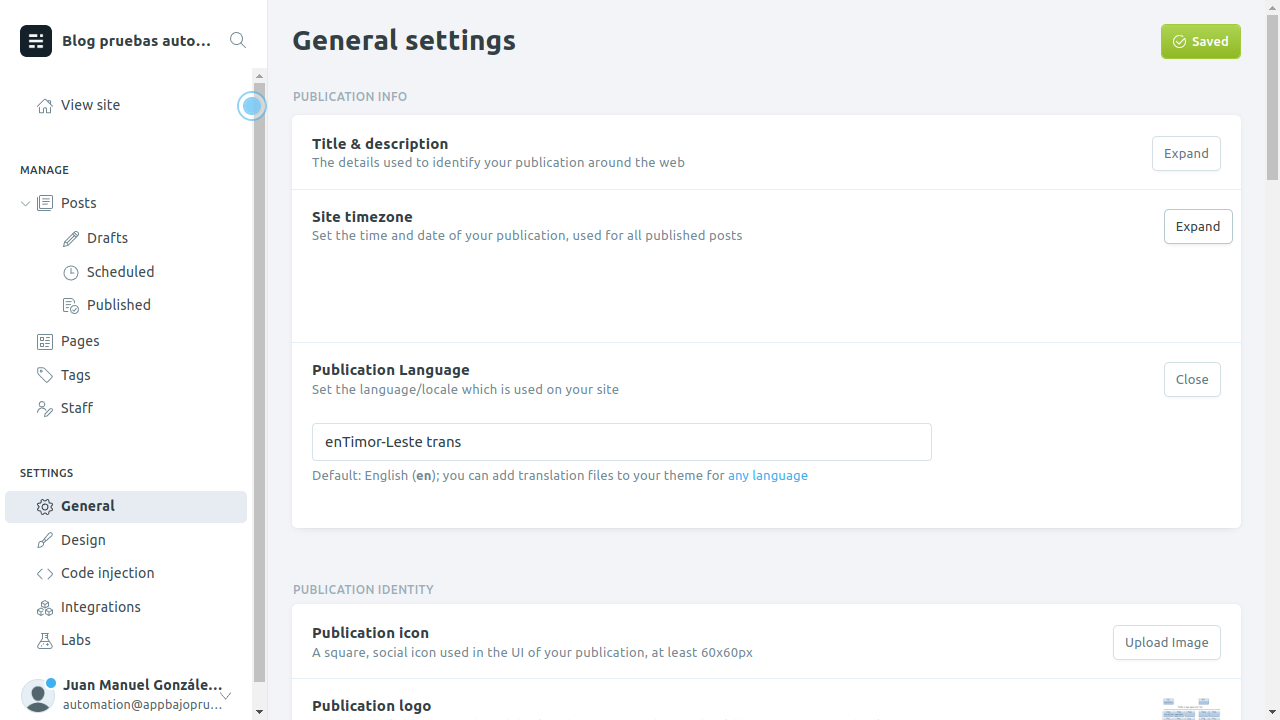 Blog pruebas auto...
View site
MANAGE
Posts
Drafts
Scheduled
Published
Pages
Tags
Staff
SETTINGS
General
Design
Code injection
Integrations
Labs
Juan Manuel Gonzále...
automation@appbajopru...
General settings
Saved
PUBLICATION INFO
Title & description
The details used to identify your publication around the web
Expand
Site timezone
Set the time and date of your publication, used for all published posts
Expand
Publication Language
Set the language/locale which is used on your site
Close
enTimor-Leste trans
Default: English (en); you can add translation files to your theme for any language
PUBLICATION IDENTITY
Publication icon
A square, social icon used in the UI of your publication, at least 60x60px
Upload Image
Publication logo